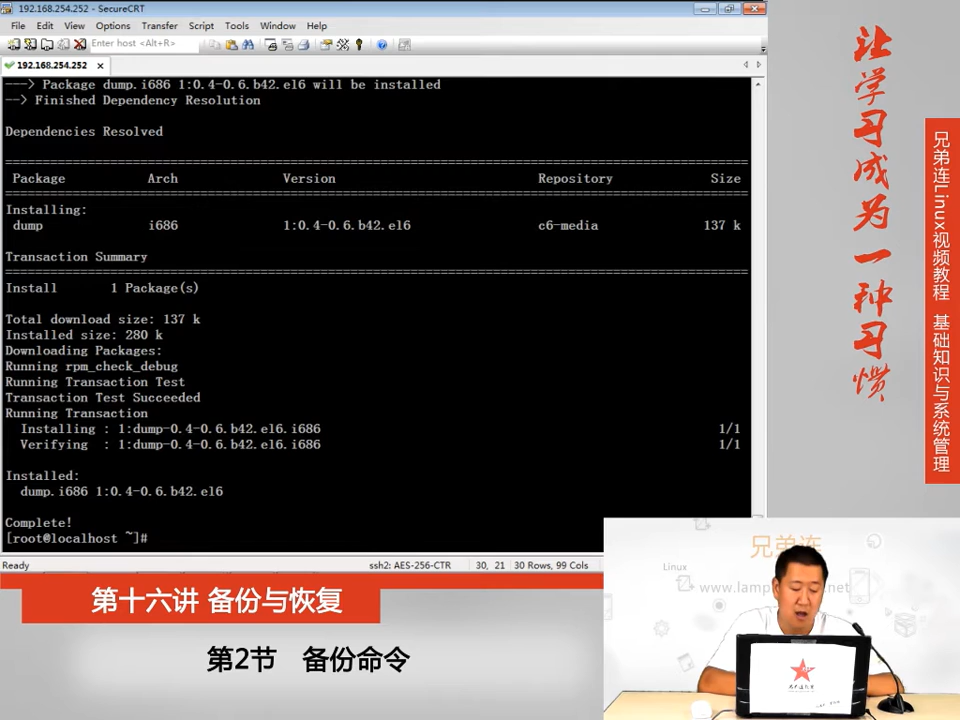 192.168.254.252 - SecureCRT
File Edit View Options Transfer Script Tools Window Help
Enter host <Alt+R>
192.168.254.252 ×
---> Package dump.i686 1:0.4-0.6.b42.el6 will be installed
--> Finished Dependency Resolution
Dependencies Resolved
================================================================================
Package Arch Version Repository Size
================================================================================
Installing:
dump i686 1:0.4-0.6.b42.el6 c6-media 137 k
Transaction Summary
================================================================================
Install 1 Package(s)
Total download size: 137 k
Installed size: 280 k
Downloading Packages:
Running rpm_check_debug
Running Transaction Test
Transaction Test Succeeded
Running Transaction
Installing : 1:dump-0.4-0.6.b42.el6.i686 1/1
Verifying : 1:dump-0.4-0.6.b42.el6.i686 1/1
Installed:
dump.i686 1:0.4-0.6.b42.el6
Complete!
[root@localhost ~]#
Ready ssh2: AES-256-CTR 30, 21 30 Rows, 99 Cols
让学习成为一种习惯
兄弟连Linux视频教程 基础知识与系统管理
第十六讲 备份与恢复
第2节 备份命令
兄弟连
Linux
www.lamp
.net